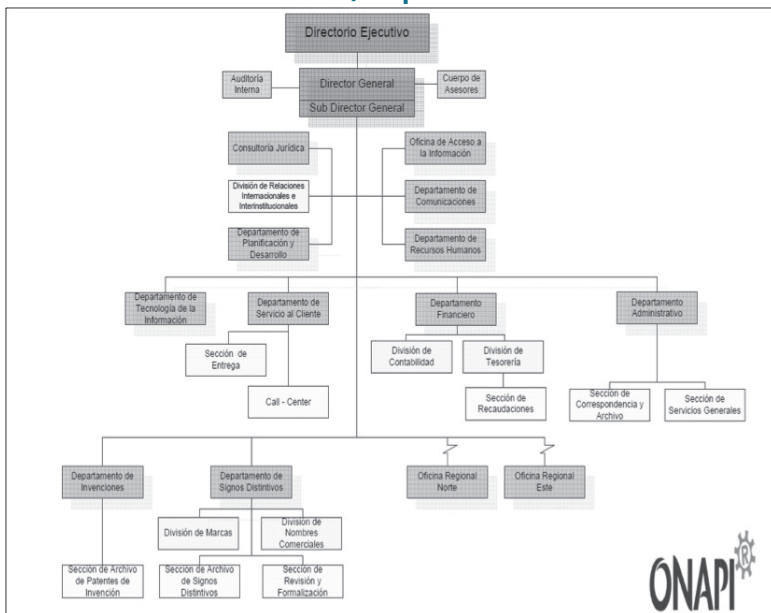 Directorio Ejecutivo
Auditoría
Interna
Director General
Cuerpo de
Asesores
Sub Director General
Consultoría Jurídica
Oficina de Acceso a
la Información
División de Relaciones
Internacionales e
Interinstitucionales
Departamento de
Comunicaciones
Departamento de
Planificación y
Desarrollo
Departamento de
Recursos Humanos
Departamento de
Tecnología de la
Información
Departamento de
Servicio al Cliente
Departamento
Financiero
Departamento
Administrativo
Sección de
Entrega
División de
Contabilidad
División de
Tesorería
Call - Center
Sección de
Recaudaciones
Sección de
Correspondencia y
Archivo
Sección de
Servicios Generales
Departamento de
Invenciones
Departamento de
Signos Distintivos
Oficina Regional
Norte
Oficina Regional
Este
División de Marcas
División de
Nombres
Comerciales
Sección de Archivo
de Patentes de
Invención
Sección de Archivo
de Signos
Distintivos
Sección de
Revisión y
Formalización
ONAPI
R